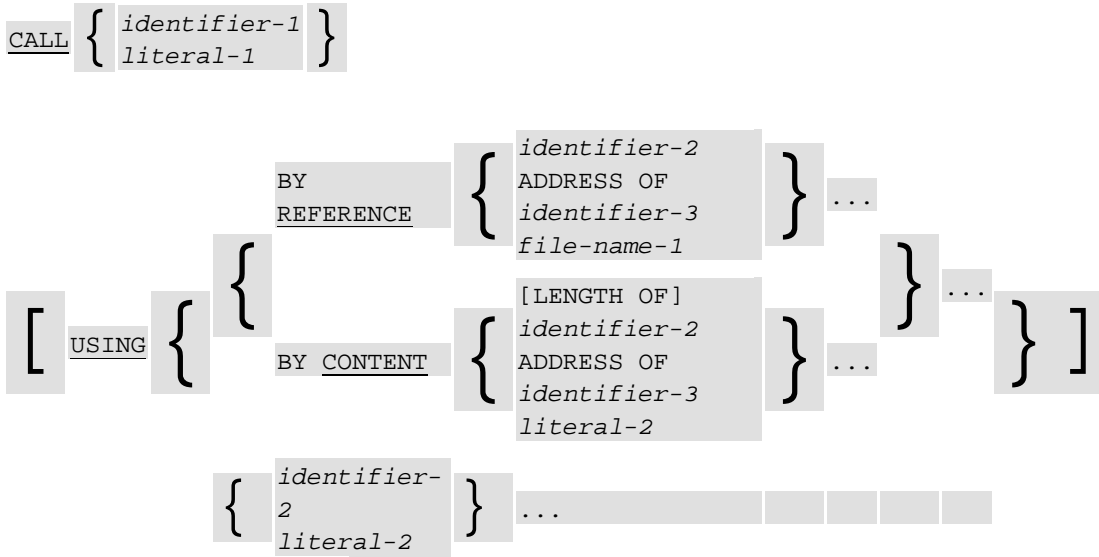 CALL { identifier-1
literal-1 }
BY
REFERENCE
{ identifier-2
ADDRESS OF
identifier-3
file-name-1 } ...
[ USING { { BY CONTENT
{ [LENGTH OF]
identifier-2
ADDRESS OF
identifier-3
literal-2 } ... } ... } ]
{ identifier-
2
literal-2 } ...